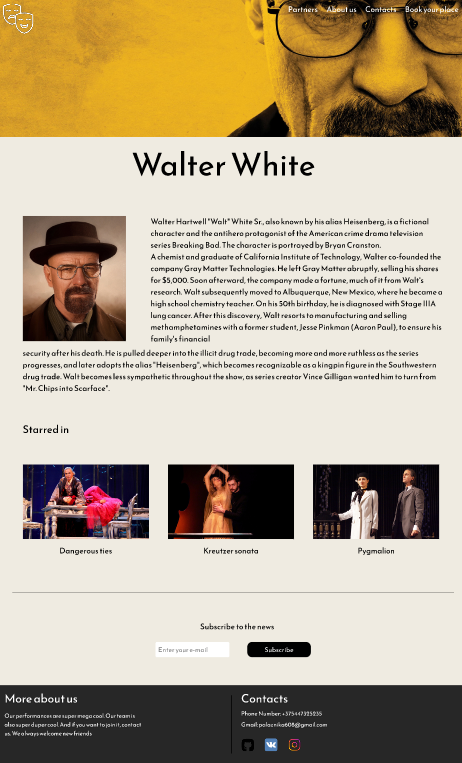 Partners About us Contacts Book your place
Walter White
Walter Hartwell "Walt" White Sr., also known by his alias Heisenberg, is a fictional
character and the antihero protagonist of the American crime drama television
series Breaking Bad. The character is portrayed by Bryan Cranston.
A chemist and graduate of California Institute of Technology, Walter co-founded the
company Gray Matter Technologies. He left Gray Matter abruptly, selling his shares
for $5,000. Soon afterward, the company made a fortune, much of it from Walt's
research. Walt subsequently moved to Albuquerque, New Mexico, where he became a
high school chemistry teacher. On his 50th birthday, he is diagnosed with Stage IIIA
lung cancer. After this discovery, Walt resorts to manufacturing and selling
methamphetamines with a former student, Jesse Pinkman (Aaron Paul), to ensure his
family's financial
security after his death. He is pulled deeper into the illicit drug trade, becoming more and more ruthless as the series
progresses, and later adopts the alias "Heisenberg", which becomes recognizable as a kingpin figure in the Southwestern
drug trade. Walt becomes less sympathetic throughout the show, as series creator Vince Gilligan wanted him to turn from
"Mr. Chips into Scarface".
Starred in
Dangerous ties
Kreutzer sonata
Pygmalion
Subscribe to the news
Enter your e-mail
Subscribe
More about us
Our performances are super mega cool. Our team is
also super duper cool. And if you want to join it, contact
us. We always welcome new friends
Contacts
Phone Number: +375447325235
Gmail: polacnika608@gmail.com